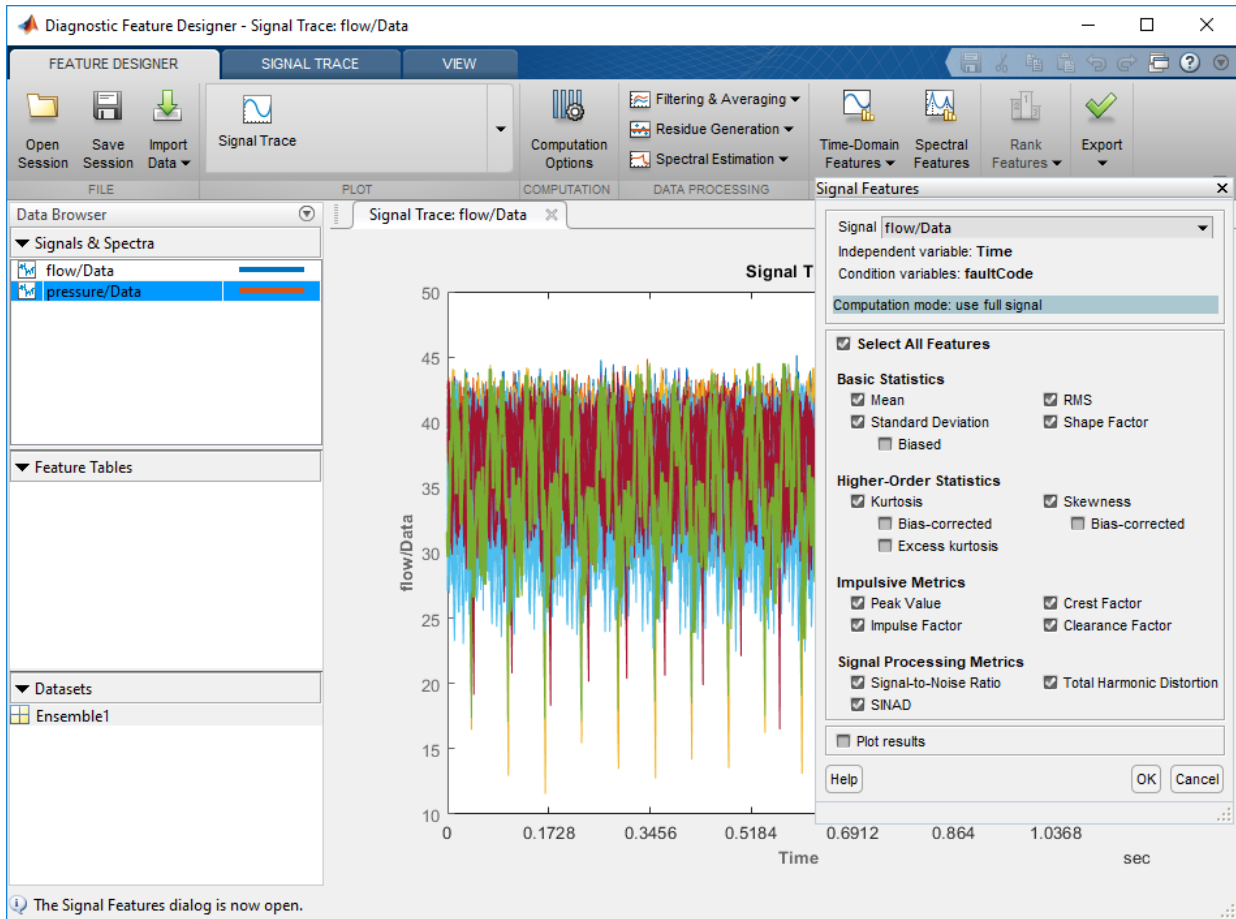 Diagnostic Feature Designer - Signal Trace: flow/Data
FEATURE DESIGNER
SIGNAL TRACE
VIEW
Open Session
Save Session
Import Data
Signal Trace
Computation Options
Filtering & Averaging
Residue Generation
Spectral Estimation
Time-Domain Features
Spectral Features
Rank Features
Export
FILE
PLOT
COMPUTATION
DATA PROCESSING
Data Browser
Signals & Spectra
flow/Data
pressure/Data
Feature Tables
Datasets
Ensemble1
Signal Trace: flow/Data
Signal T
50
45
40
35
30
25
20
15
10
flow/Data
0
0.1728
0.3456
0.5184
0.6912
0.864
1.0368
Time
sec
Signal Features
Signal flow/Data
Independent variable: Time
Condition variables: faultCode
Computation mode: use full signal
Select All Features
Basic Statistics
Mean
RMS
Standard Deviation
Shape Factor
Biased
Higher-Order Statistics
Kurtosis
Skewness
Bias-corrected
Bias-corrected
Excess kurtosis
Impulsive Metrics
Peak Value
Crest Factor
Impulse Factor
Clearance Factor
Signal Processing Metrics
Signal-to-Noise Ratio
Total Harmonic Distortion
SINAD
Plot results
Help
OK
Cancel
The Signal Features dialog is now open.